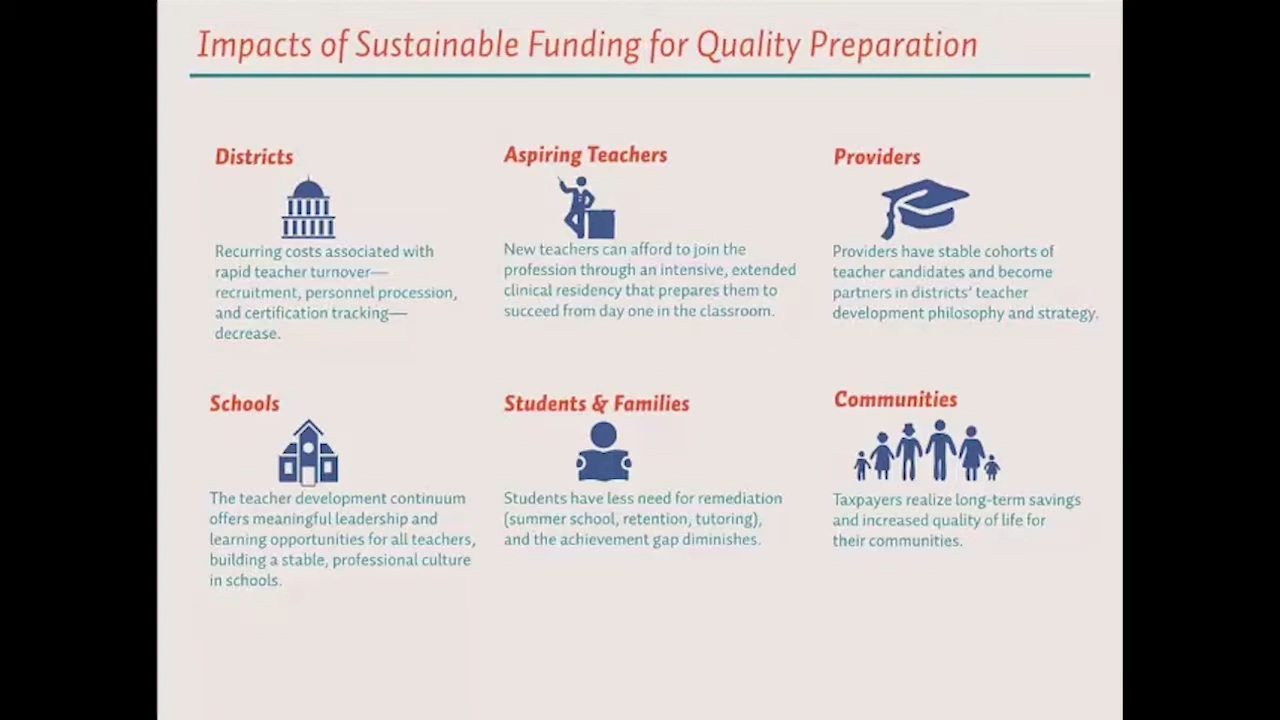 Impacts of Sustainable Funding for Quality Preparation
Districts
Recurring costs associated with
rapid teacher turnover—
recruitment, personnel procession,
and certification tracking—
decrease.
Aspiring Teachers
New teachers can afford to join the
profession through an intensive, extended
clinical residency that prepares them to
succeed from day one in the classroom.
Providers
Providers have stable cohorts of
teacher candidates and become
partners in districts' teacher
development philosophy and strategy.
Schools
The teacher development continuum
offers meaningful leadership and
learning opportunities for all teachers,
building a stable, professional culture
in schools.
Students & Families
Students have less need for remediation
(summer school, retention, tutoring),
and the achievement gap diminishes.
Communities
Taxpayers realize long-term savings
and increased quality of life for
their communities.